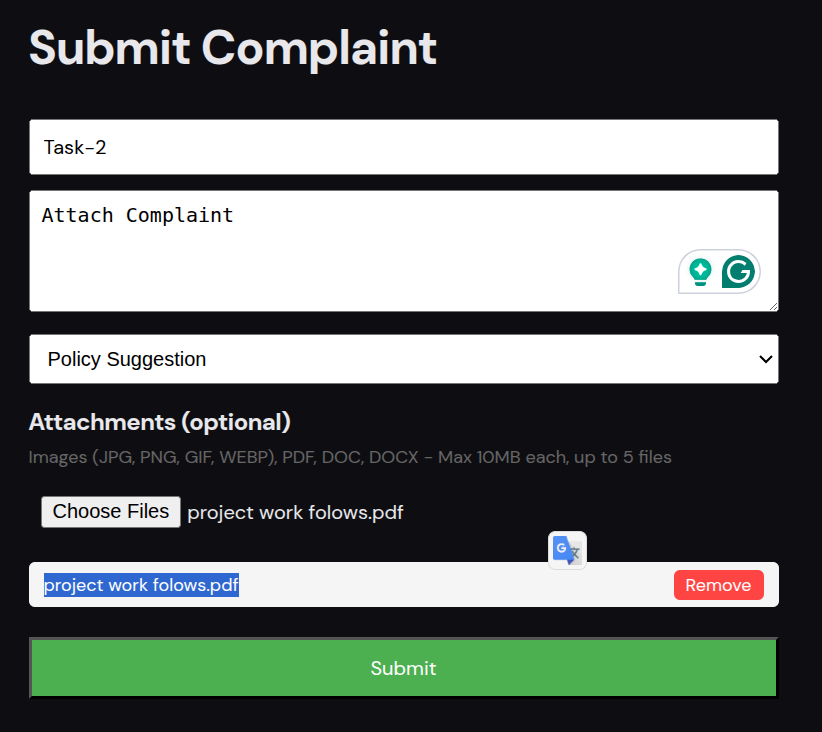 Submit Complaint
Task-2
Attach Complaint
Policy Suggestion
Attachments (optional)
Images (JPG, PNG, GIF, WEBP), PDF, DOC, DOCX - Max 10MB each, up to 5 files
Choose Files project work folows.pdf
project work folows.pdf Remove
Submit